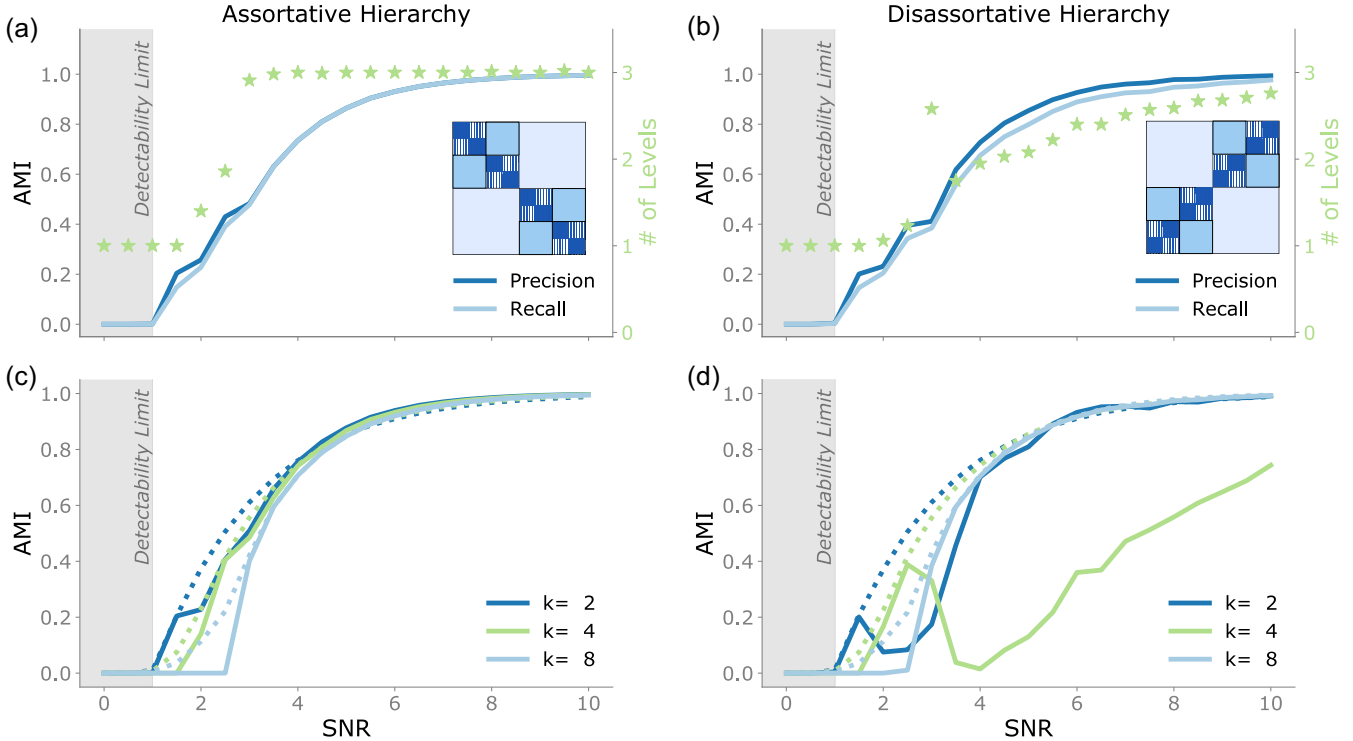 Assortative Hierarchy
Disassortative Hierarchy
(a)
1.0
0.8
0.6
0.4
0.2
0.0
AMI
Detectability Limit
3
2
1
0
# of Levels
Precision
Recall
(b)
1.0
0.8
0.6
0.4
0.2
0.0
AMI
Detectability Limit
3
2
1
0
# of Levels
Precision
Recall
(c)
1.0
0.8
0.6
0.4
0.2
0.0
AMI
Detectability Limit
k= 2
k= 4
k= 8
0 2 4 6 8 10
SNR
(d)
1.0
0.8
0.6
0.4
0.2
0.0
AMI
Detectability Limit
k= 2
k= 4
k= 8
0 2 4 6 8 10
SNR